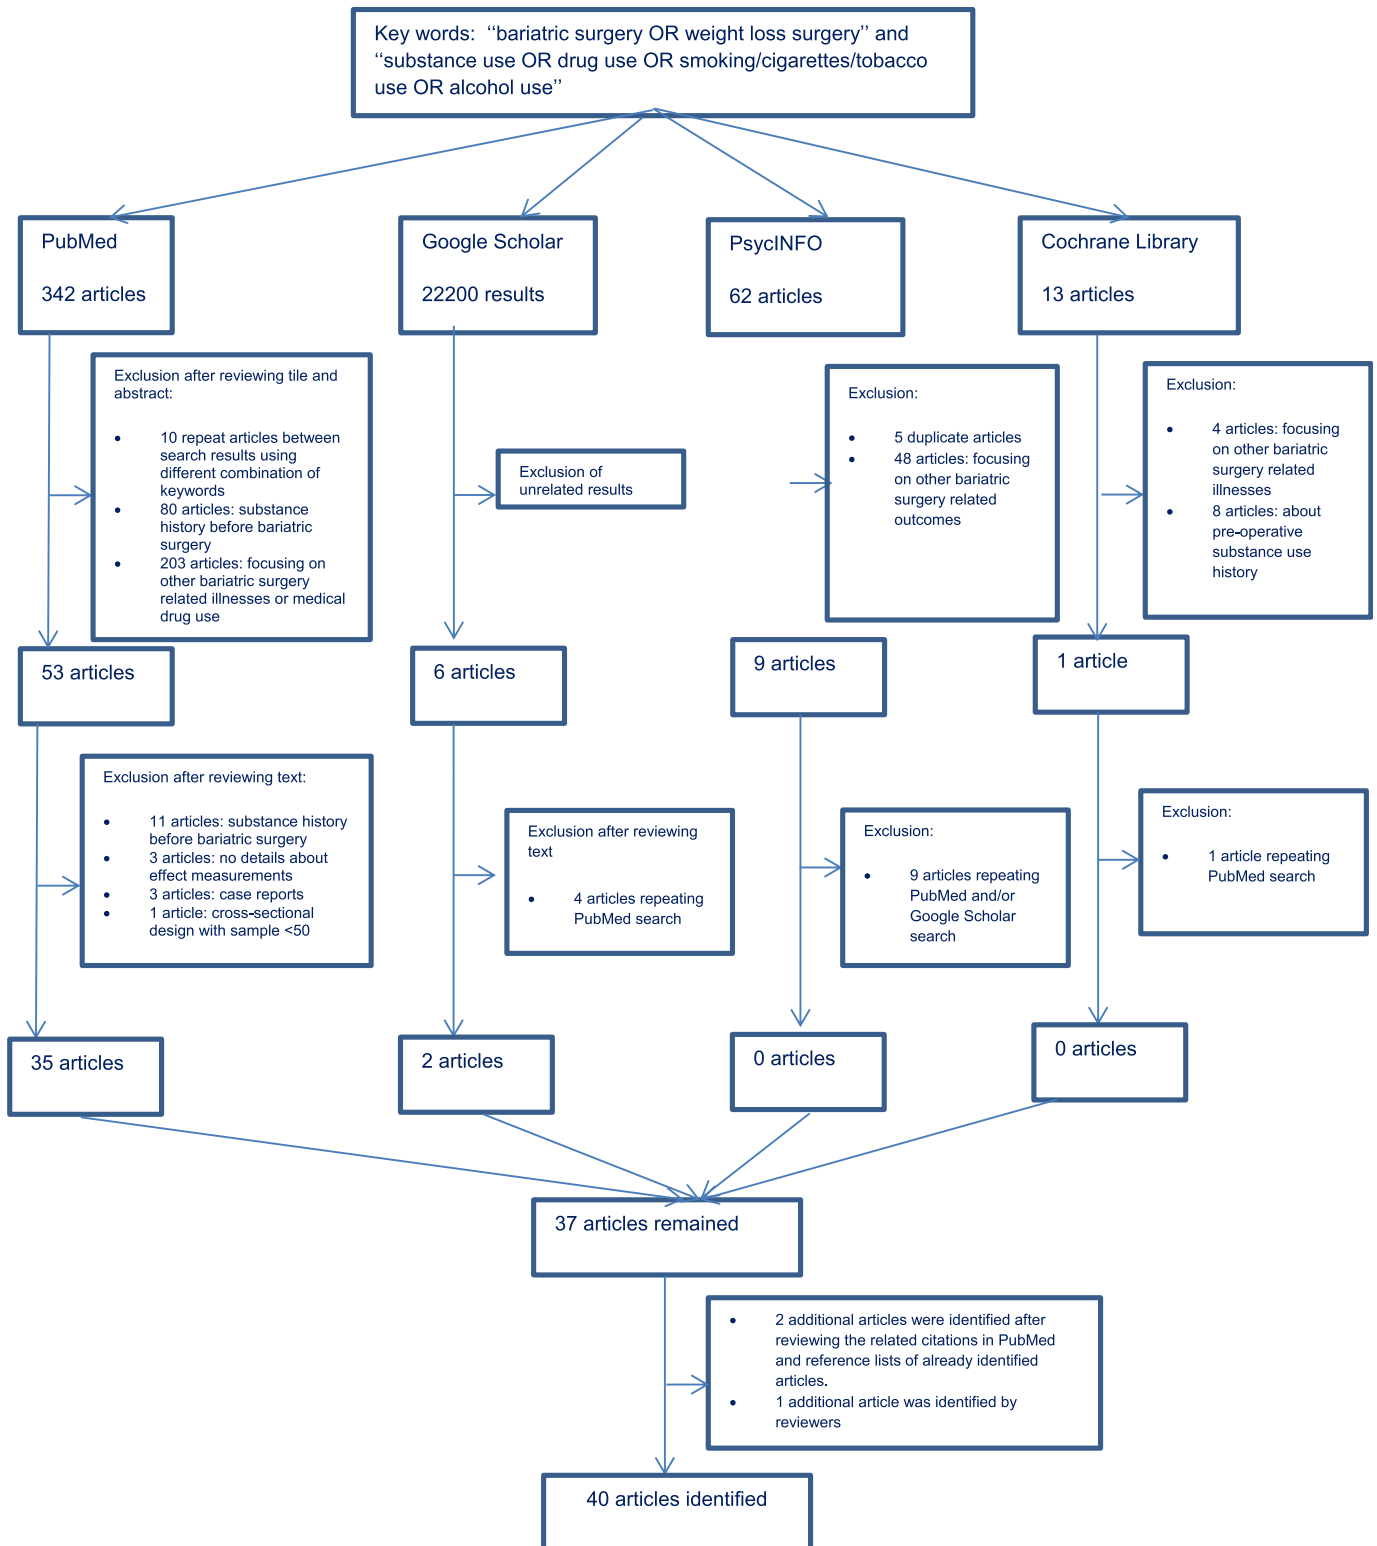 Key words: ‘‘bariatric surgery OR weight loss surgery’’ and
‘‘substance use OR drug use OR smoking/cigarettes/tobacco
use OR alcohol use’’
PubMed
342 articles
Google Scholar
22200 results
PsycINFO
62 articles
Cochrane Library
13 articles
Exclusion after reviewing tile and
abstract:
• 10 repeat articles between
search results using
different combination of
keywords
• 80 articles: substance
history before bariatric
surgery
• 203 articles: focusing on
other bariatric surgery
related illnesses or medical
drug use
Exclusion of
unrelated results
Exclusion:
• 5 duplicate articles
• 48 articles: focusing
on other bariatric
surgery related
outcomes
Exclusion:
• 4 articles: focusing
on other bariatric
surgery related
illnesses
• 8 articles: about
pre-operative
substance use
history
53 articles
6 articles
9 articles
1 article
Exclusion after reviewing text:
• 11 articles: substance history
before bariatric surgery
• 3 articles: no details about
effect measurements
• 3 articles: case reports
• 1 article: cross-sectional
design with sample <50
Exclusion after reviewing
text
• 4 articles repeating
PubMed search
Exclusion:
• 9 articles repeating
PubMed and/or
Google Scholar
search
Exclusion:
• 1 article repeating
PubMed search
35 articles
2 articles
0 articles
0 articles
37 articles remained
• 2 additional articles were identified after
reviewing the related citations in PubMed
and reference lists of already identified
articles.
• 1 additional article was identified by
reviewers
40 articles identified